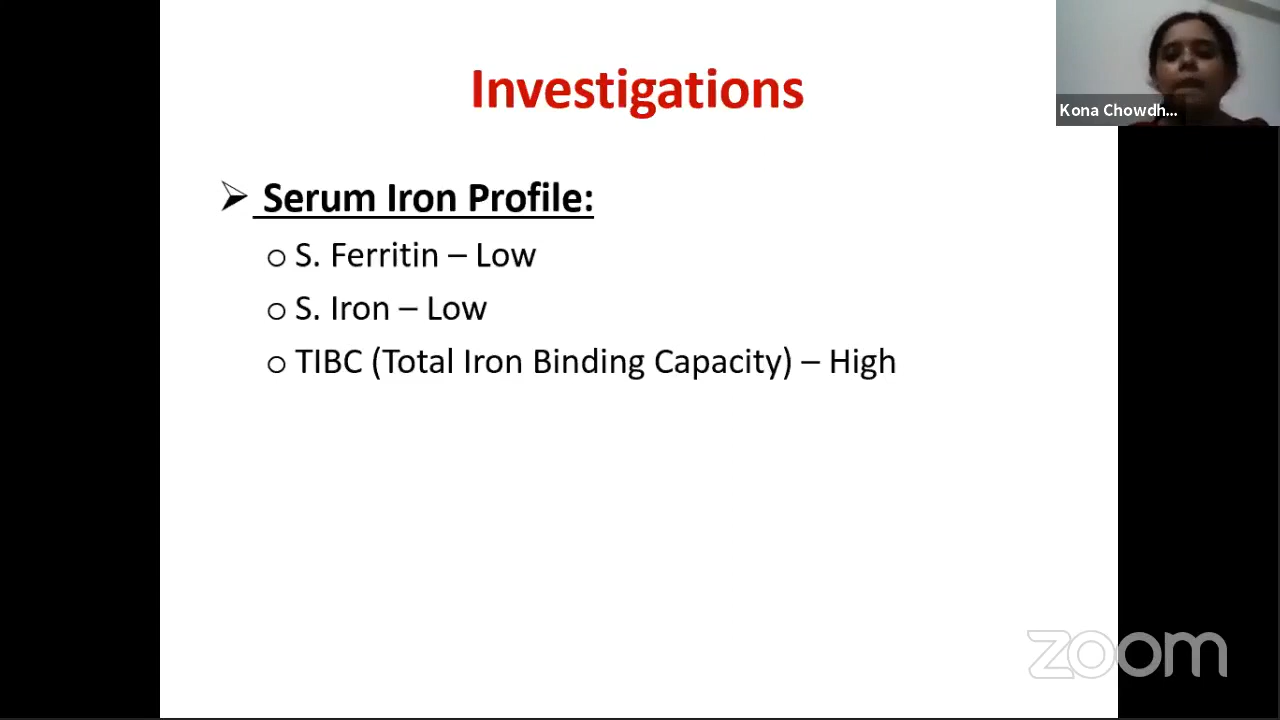 Investigations
Kona Chowdh...
➢ Serum Iron Profile:
o S. Ferritin – Low
o S. Iron – Low
o TIBC (Total Iron Binding Capacity) – High
zoom